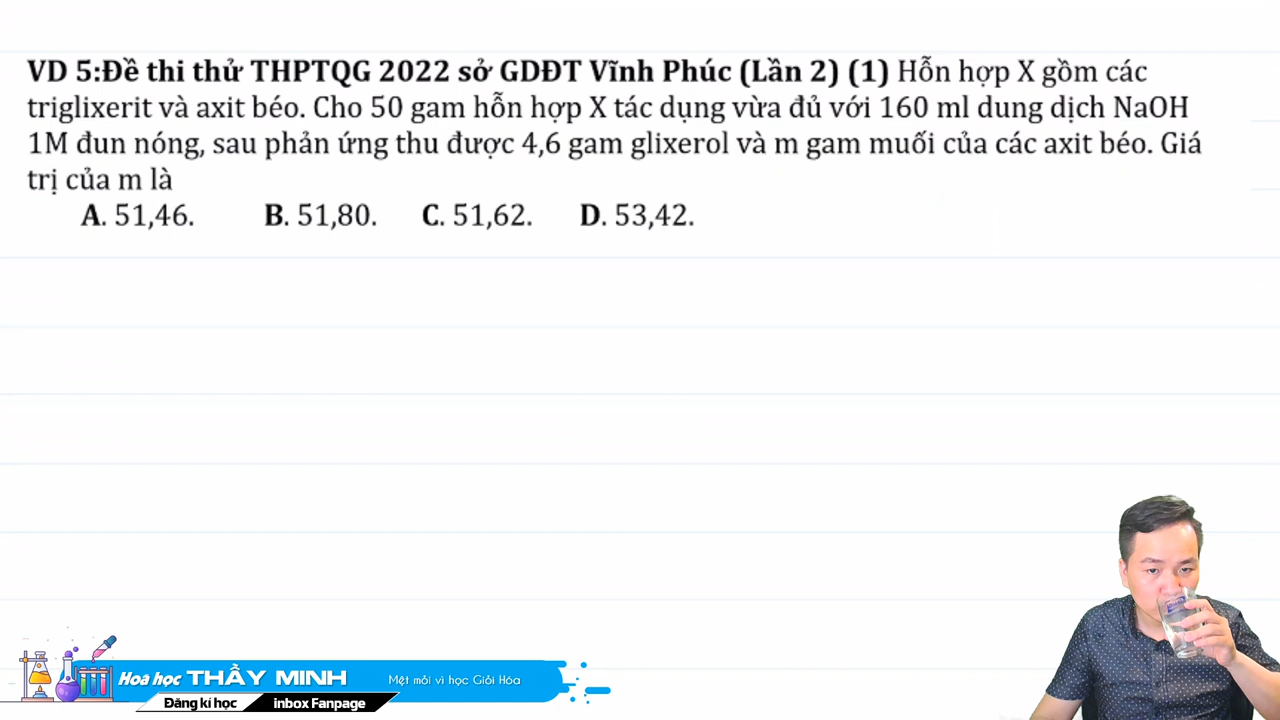 VD 5:Đề thi thử THPTQG 2022 sở GDĐT Vĩnh Phúc (Lần 2) (1) Hỗn hợp X gồm các
triglixerit và axit béo. Cho 50 gam hỗn hợp X tác dụng vừa đủ với 160 ml dung dịch NaOH
1M đun nóng, sau phản ứng thu được 4,6 gam glixerol và m gam muối của các axit béo. Giá
trị của m là
A. 51,46. B. 51,80. C. 51,62. D. 53,42.
Hoá học THẦY MINH Mệt mỏi vì học Giỏi Hóa
Đăng kí học inbox Fanpage